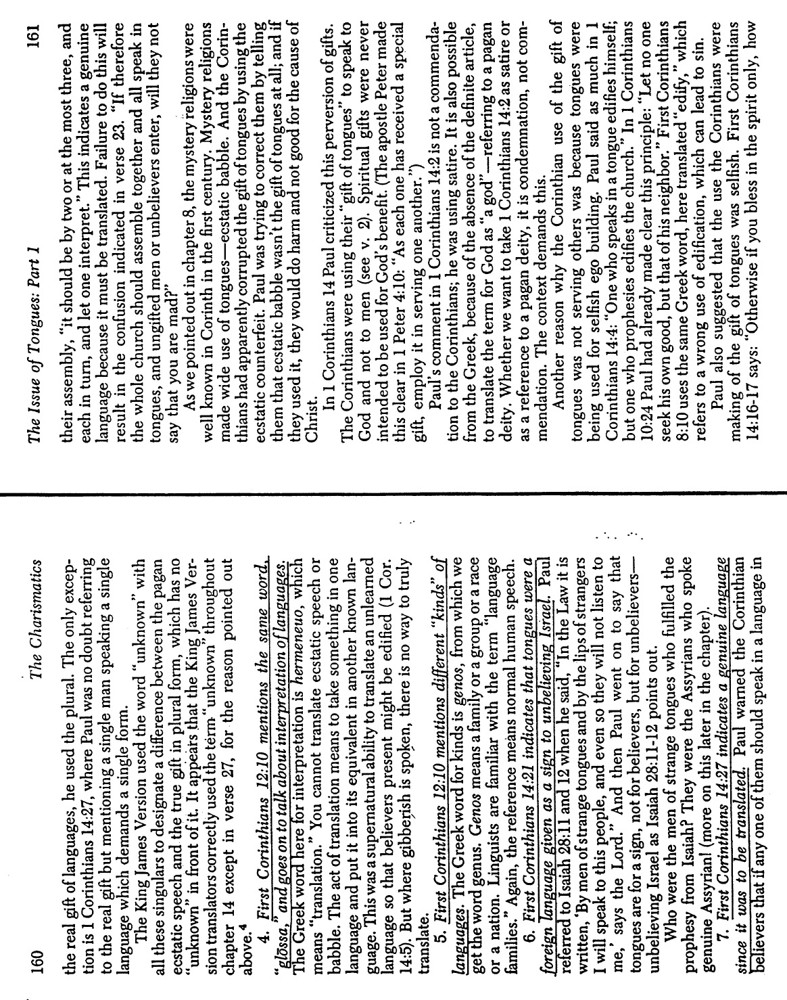 160
The Charismatics
the real gift of languages, he used the plural. The only excep-
tion is 1 Corinthians 14:27, where Paul was no doubt referring
to the real gift but mentioning a single man speaking a single
language which demands a single form.
The King James Version used the word "unknown" with
all these singulars to designate a difference between the pagan
ecstatic speech and the true gift in plural form, which has no
"unknown" in front of it. It appears that the King James Ver-
sion translators correctly used the term "unknown" throughout
chapter 14 except in verse 27, for the reason pointed out
above.4
4. First Corinthians 12:10 mentions the same word,
"glōssa," and goes on to talk about interpretation of languages.
The Greek word here for interpretation is hermeneuo, which
means "translation." You cannot translate ecstatic speech or
babble. The act of translation means to take something in one
language and put it into its equivalent in another known lan-
guage. This was a supernatural ability to translate an unlearned
language so that believers present might be edified (1 Cor.
14:5). But where gibberish is spoken, there is no way to truly
translate.
5. First Corinthians 12:10 mentions different "kinds" of
languages. The Greek word for kinds is genos, from which we
get the word genus. Genos means a family or a group or a race
or a nation. Linguists are familiar with the term "language
families." Again, the reference means normal human speech.
6. First Corinthians 14:21 indicates that tongues were a
foreign language given as a sign to unbelieving Israel. Paul
referred to Isaiah 28:11 and 12 when he said, "In the Law it is
written, 'By men of strange tongues and by the lips of strangers
I will speak to this people, and even so they will not listen to
me,' says the Lord." And then Paul went on to say that
tongues are for a sign, not for believers, but for unbelievers—
unbelieving Israel as Isaiah 28:11-12 points out.
Who were the men of strange tongues who fulfilled the
prophesy from Isaiah? They were the Assyrians who spoke
genuine Assyrian! (more on this later in the chapter).
7. First Corinthians 14:27 indicates a genuine language
since it was to be translated. Paul warned the Corinthian
believers that if any one of them should speak in a language in
The Issue of Tongues: Part 1
161
their assembly, "it should be by two or at the most three, and
each in turn, and let one interpret." This indicates a genuine
language because it must be translated. Failure to do this will
result in the confusion indicated in verse 23. "If therefore
the whole church should assemble together and all speak in
tongues, and ungifted men or unbelievers enter, will they not
say that you are mad?"
As we pointed out in chapter 8, the mystery religions were
well known in Corinth in the first century. Mystery religions
made wide use of tongues—ecstatic babble. And the Corin-
thians had apparently corrupted the gift of tongues by using the
ecstatic counterfeit. Paul was trying to correct them by telling
them that ecstatic babble wasn't the gift of tongues at all; and if
they used it, they would do harm and not good for the cause of
Christ.
In 1 Corinthians 14 Paul criticized this perversion of gifts.
The Corinthians were using their "gift of tongues" to speak to
God and not to men (see v. 2). Spiritual gifts were never
intended to be used for God's benefit. (The apostle Peter made
this clear in 1 Peter 4:10: "As each one has received a special
gift, employ it in serving one another.")
Paul's comment in 1 Corinthians 14:2 is not a commenda-
tion to the Corinthians; he was using satire. It is also possible
from the Greek, because of the absence of the definite article,
to translate the term for God as "a god"—referring to a pagan
deity. Whether we want to take 1 Corinthians 14:2 as satire or
as a reference to a pagan deity, it is condemnation, not com-
mendation. The context demands this.
Another reason why the Corinthian use of the gift of
tongues was not serving others was because tongues were
being used for selfish ego building. Paul said as much in 1
Corinthians 14:4: "One who speaks in a tongue edifies himself;
but one who prophesies edifies the church." In 1 Corinthians
10:24 Paul had already made clear this principle: "Let no one
seek his own good, but that of his neighbor." First Corinthians
8:10 uses the same Greek word, here translated "edify," which
refers to a wrong use of edification, which can lead to sin.
Paul also suggested that the use the Corinthians were
making of the gift of tongues was selfish. First Corinthians
14:16-17 says: "Otherwise if you bless in the spirit only, how